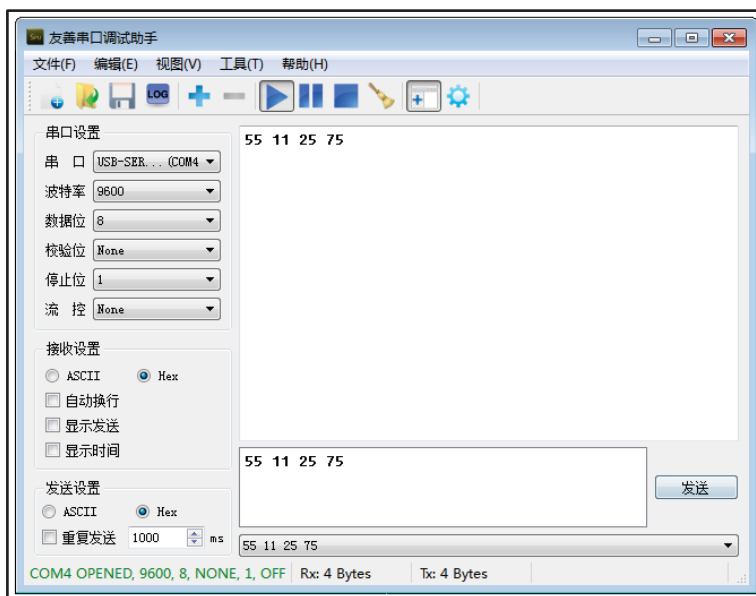 友善串口调试助手
文件(F) 编辑(E) 视图(V) 工具(T) 帮助(H)
LOG
串口设置
串 口 USB-SER... (COM4
波特率 9600
数据位 8
校验位 None
停止位 1
流 控 None
接收设置
ASCII Hex
自动换行
显示发送
显示时间
发送设置
ASCII Hex
重复发送 1000 ms
55 11 25 75
55 11 25 75
发送
55 11 25 75
COM4 OPENED, 9600, 8, NONE, 1, OFF Rx: 4 Bytes Tx: 4 Bytes